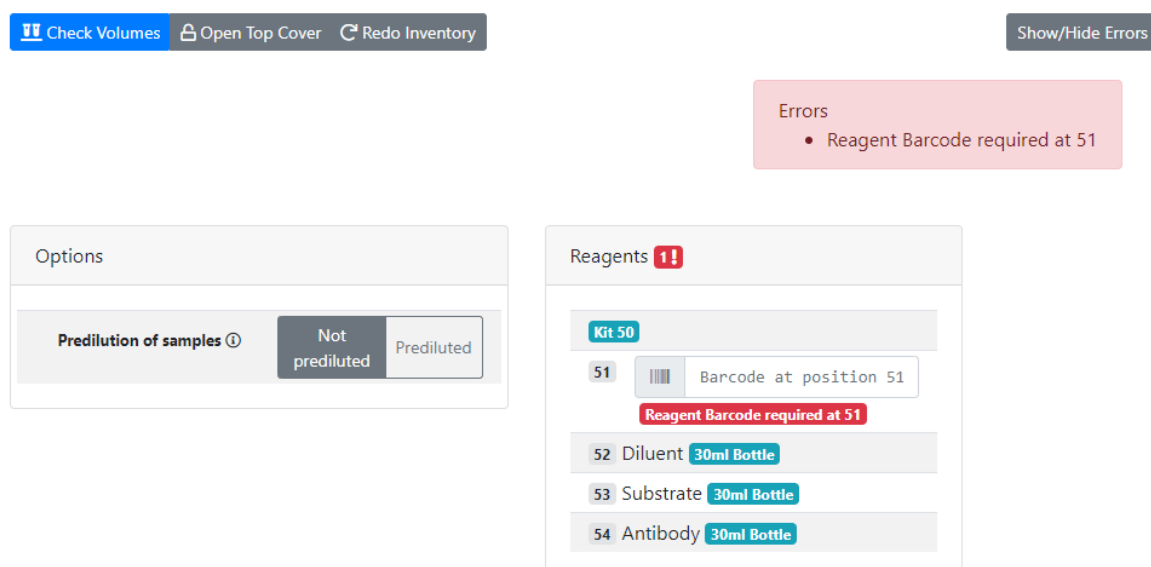 Check Volumes Open Top Cover Redo Inventory Show/Hide Errors
Errors
Reagent Barcode required at 51
Options
Reagents 1!
Predilution of samples
Not prediluted
Prediluted
Kit 50
51 Barcode at position 51
Reagent Barcode required at 51
52 Diluent 30ml Bottle
53 Substrate 30ml Bottle
54 Antibody 30ml Bottle